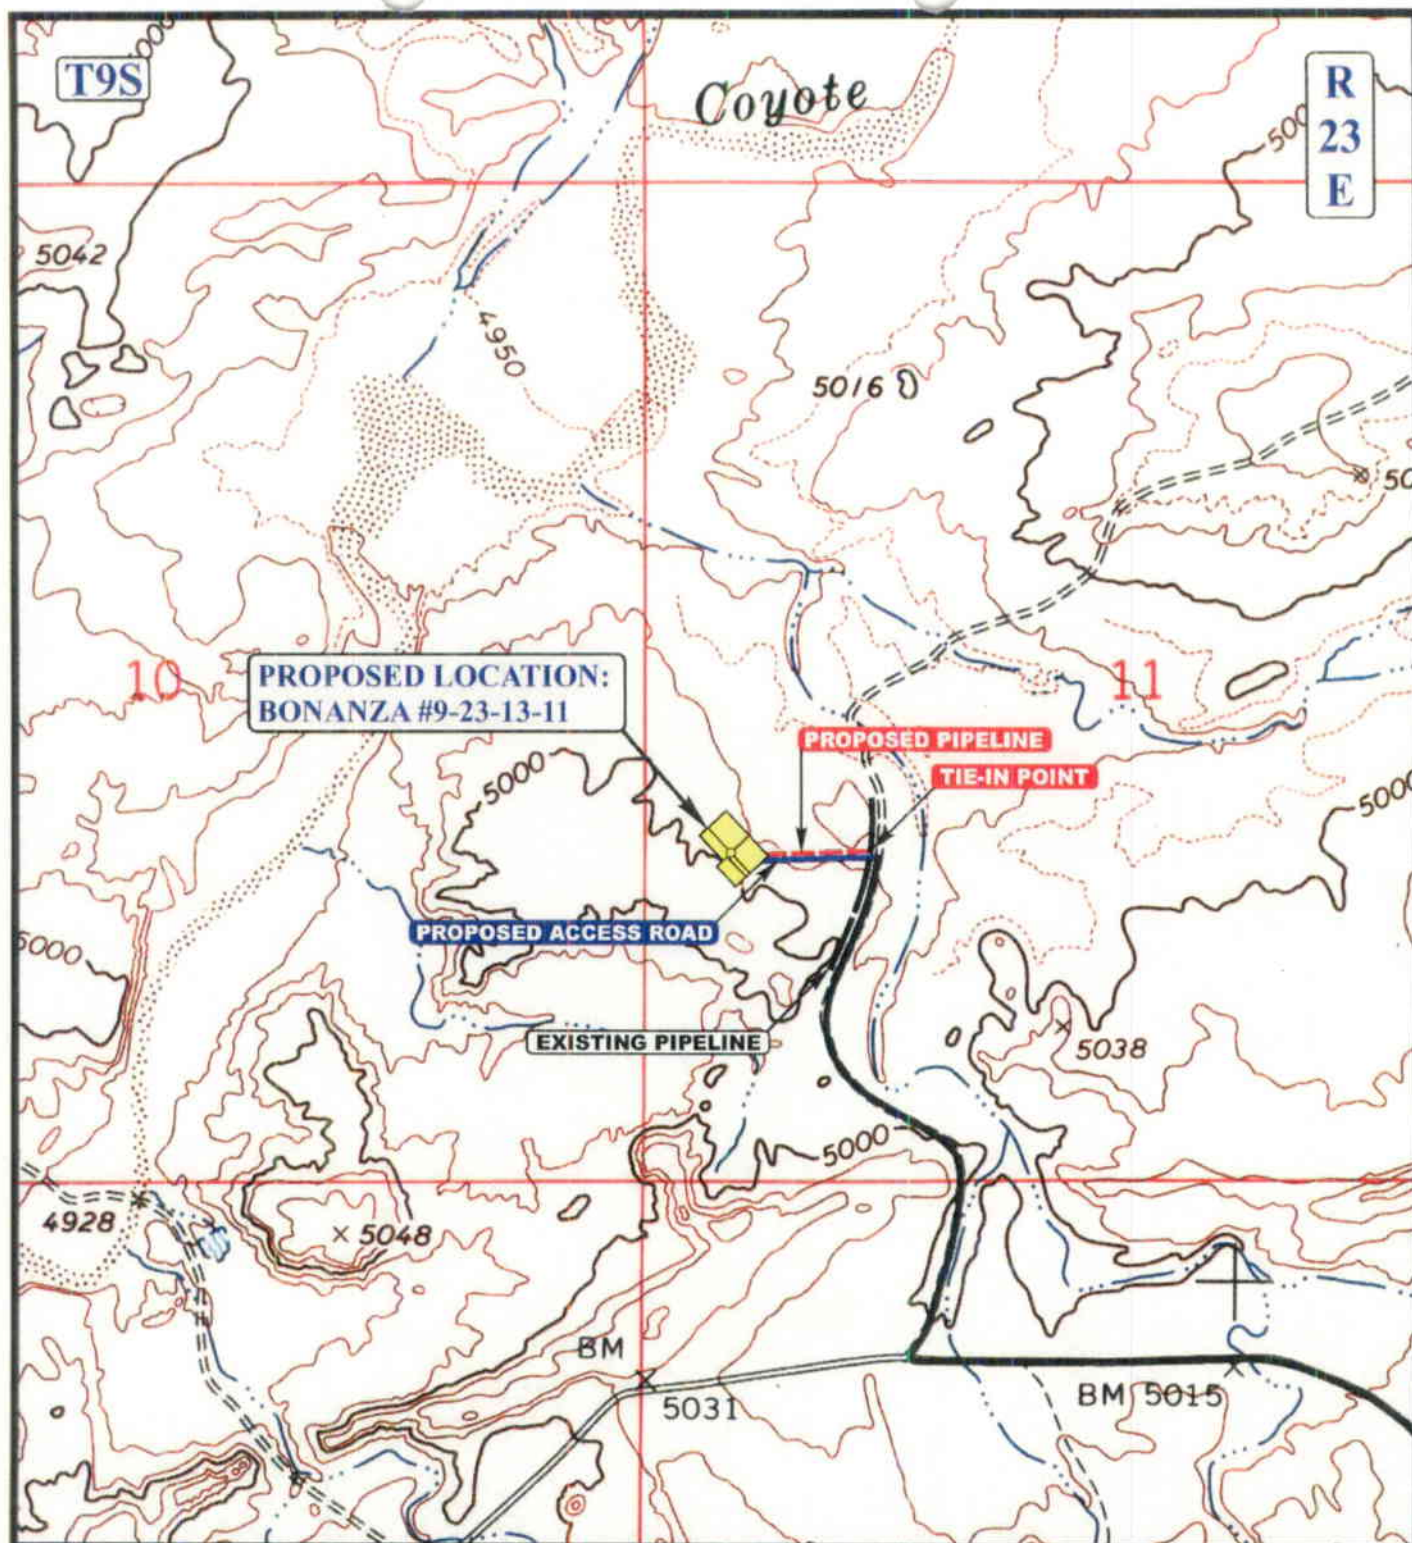 T9S
Coyote
R
23
E
5000
5000
5042
4950
5016
10
11
PROPOSED LOCATION:
BONANZA #9-23-13-11
PROPOSED PIPELINE
TIE-IN POINT
5000
5000
PROPOSED ACCESS ROAD
5000
EXISTING PIPELINE
5038
5000
4928
5048
BM
5031
BM 5015